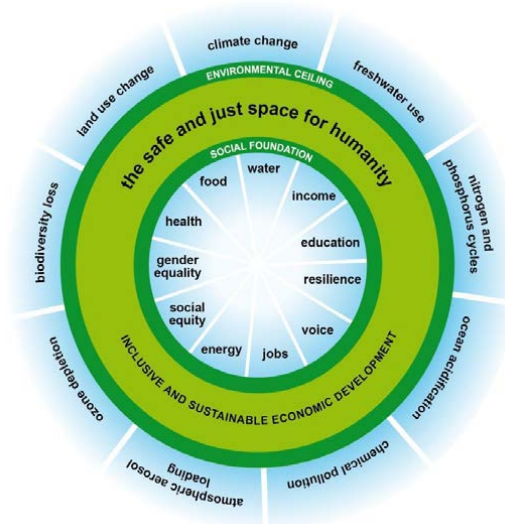 climate change
freshwater use
nitrogen and
phosphorus cycles
ocean acidification
chemical pollution
atmospheric aerosol
loading
ozone depletion
biodiversity loss
land use change
ENVIRONMENTAL CEILING
the safe and just space for humanity
SOCIAL FOUNDATION
water
income
education
resilience
voice
jobs
energy
social
equity
gender
equality
health
food
INCLUSIVE AND SUSTAINABLE ECONOMIC DEVELOPMENT